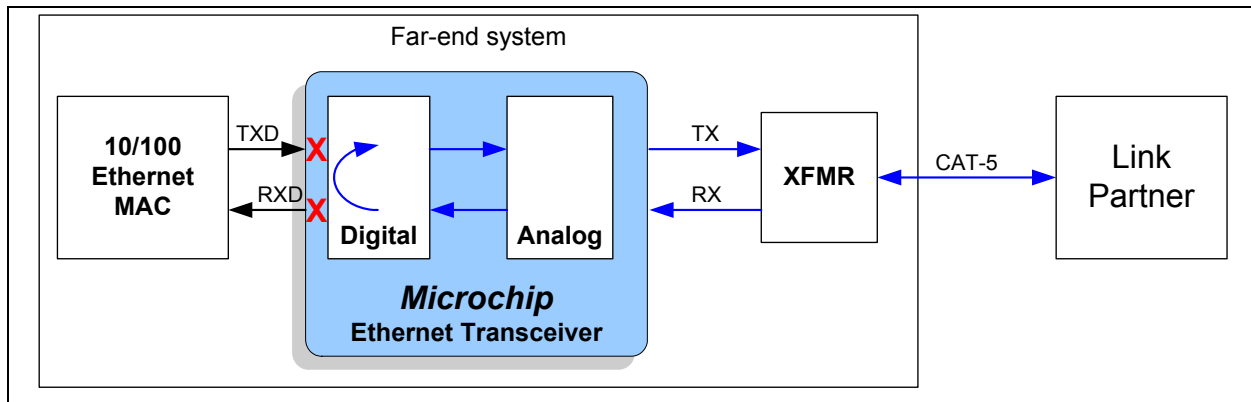 Far-end system
10/100
Ethernet
MAC
TXD
RXD
X
X
Digital
Analog
Microchip
Ethernet Transceiver
TX
RX
XFMR
CAT-5
Link
Partner